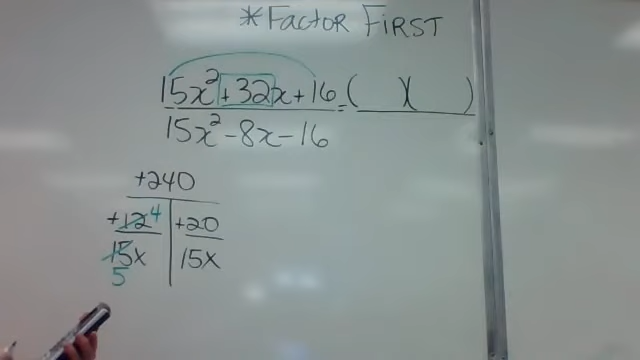 *FACTOR FIRST
15x²+32x+16 = (    )(    )
15x²-8x-16
+240
+12 4 | +20
15x | 15x
5